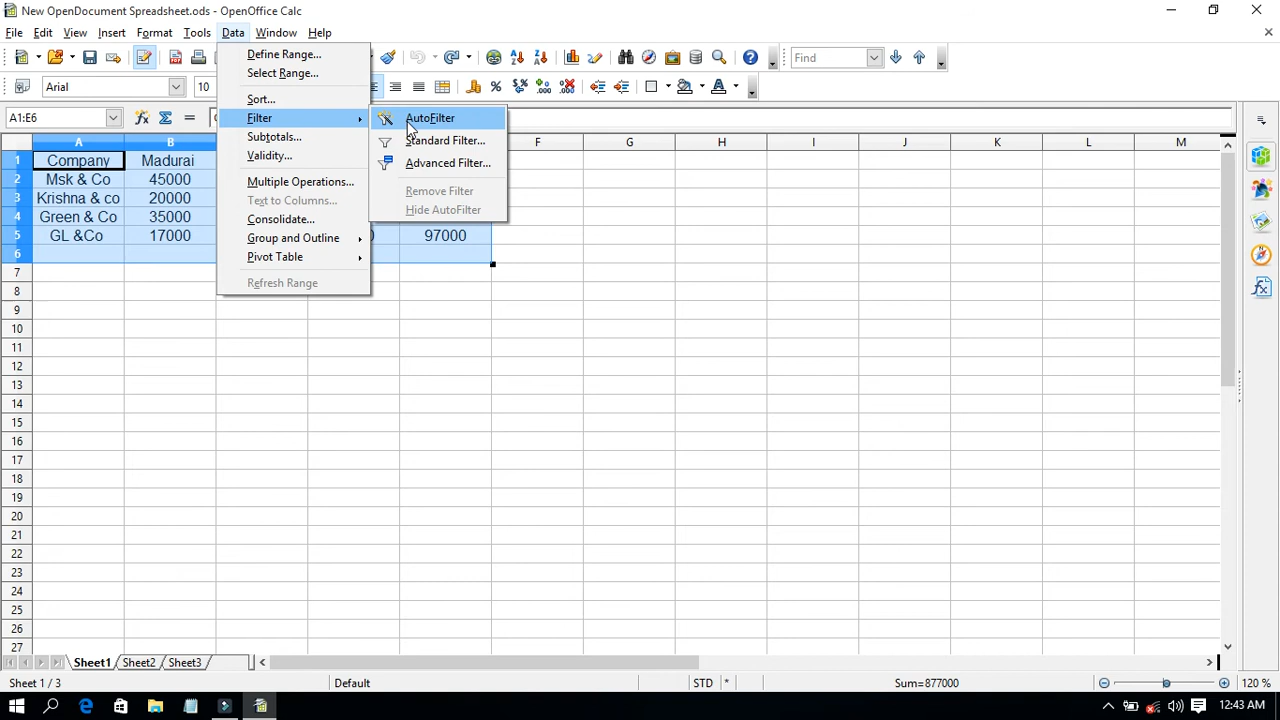 New OpenDocument Spreadsheet.ods - OpenOffice Calc
File Edit View Insert Format Tools Data Window Help
Find
Arial 10
A1:E6
Define Range...
Select Range...
Sort...
Filter
Subtotals...
Validity...
Multiple Operations...
Text to Columns...
Consolidate...
Group and Outline
Pivot Table
Refresh Range
AutoFilter
Standard Filter...
Advanced Filter...
Remove Filter
Hide AutoFilter
A B F G H I J K L M
1 Company Madurai
2 Msk & Co 45000
3 Krishna & co 20000
4 Green & Co 35000
5 GL &Co 17000 0 97000
6
7
8
9
10
11
12
13
14
15
16
17
18
19
20
21
22
23
24
25
26
27
Sheet1 Sheet2 Sheet3
Sheet 1 / 3 Default STD * Sum=877000 120 %
12:43 AM